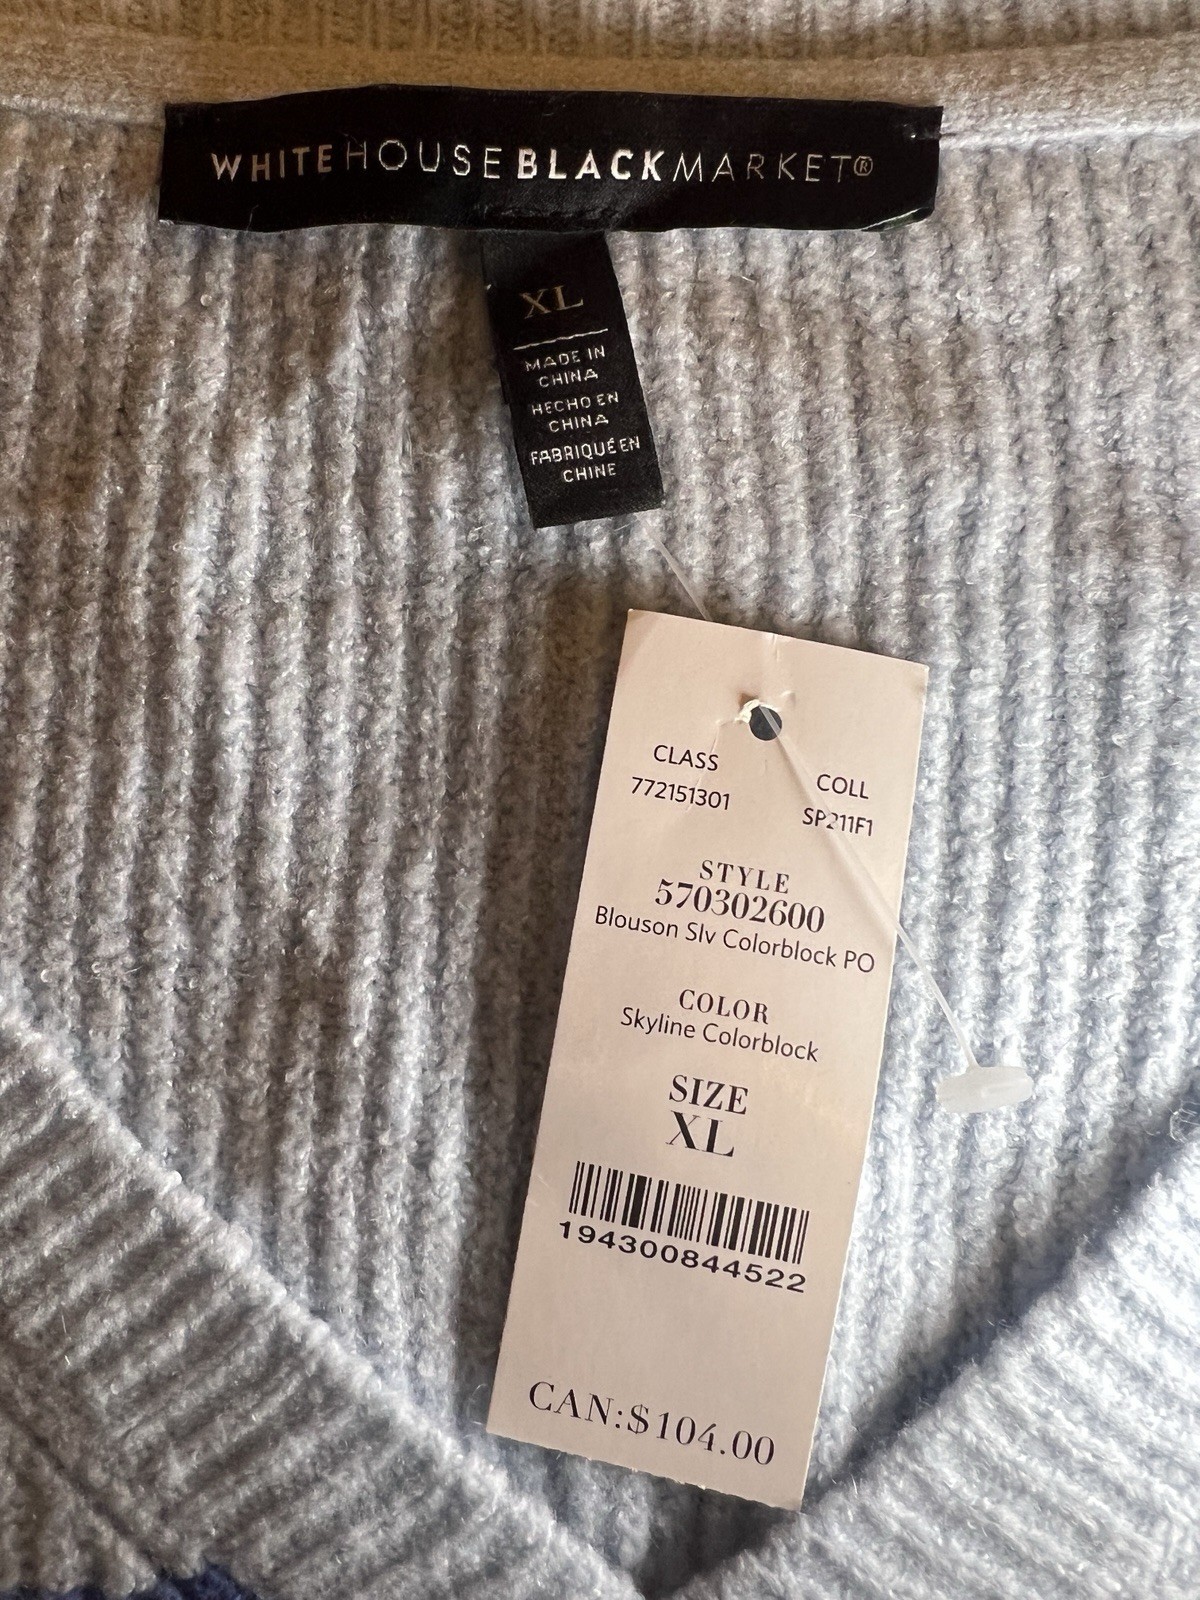 WHITEHOUSEBLACKMARKET®
XL
MADE IN
CHINA
HECHO EN
CHINA
FABRIQUÉ EN
CHINE
CLASS
772151301
COLL
SP211F1
STYLE
570302600
Blouson Slv Colorblock PO
COLOR
Skyline Colorblock
SIZE
XL
194300844522
CAN:$104.00